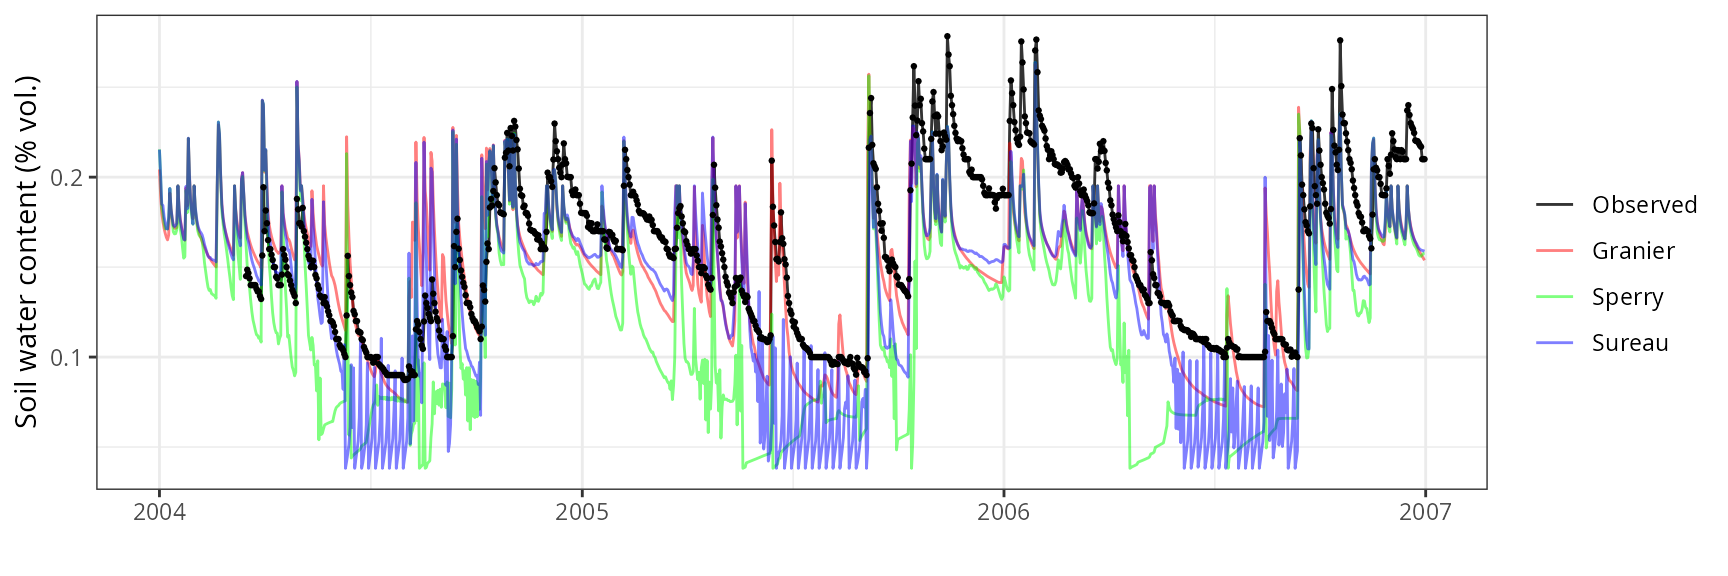 Soil water content (% vol.)
0.2
0.1
2004
2005
2006
2007
Observed
Granier
Sperry
Sureau